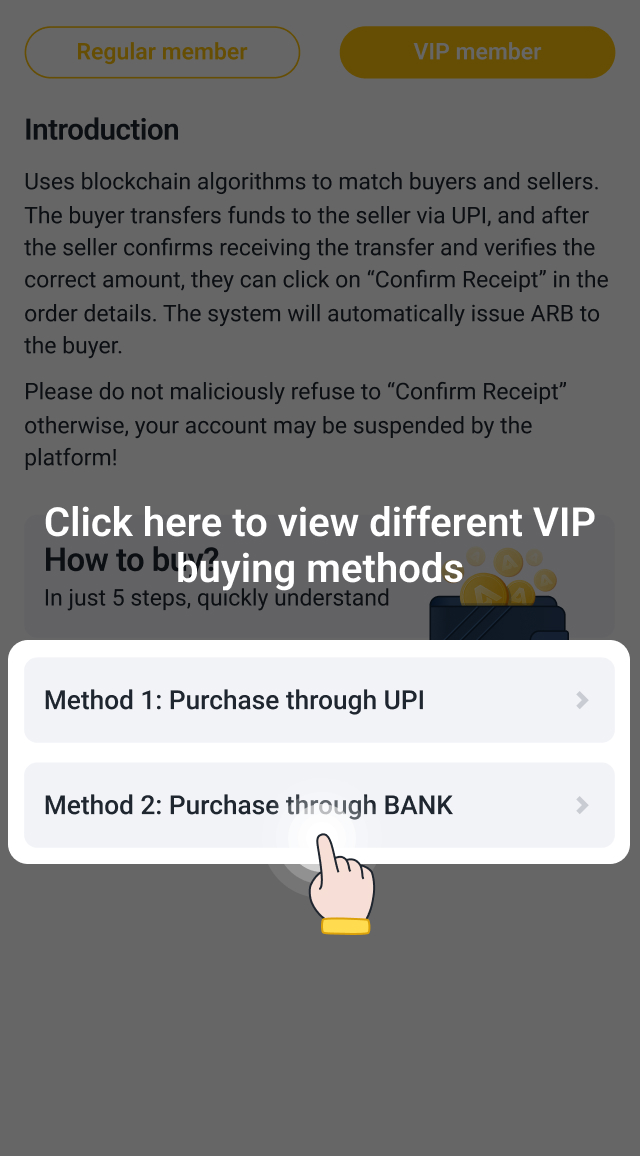 Regular member
VIP member
Introduction
Uses blockchain algorithms to match buyers and sellers.
The buyer transfers funds to the seller via UPI, and after
the seller confirms receiving the transfer and verifies the
correct amount, they can click on “Confirm Receipt” in the
order details. The system will automatically issue ARB to
the buyer.
Please do not maliciously refuse to “Confirm Receipt”
otherwise, your account may be suspended by the
platform!
Click here to view different VIP
buying methods
How to buy?
In just 5 steps, quickly understand
Method 1: Purchase through UPI
Method 2: Purchase through BANK